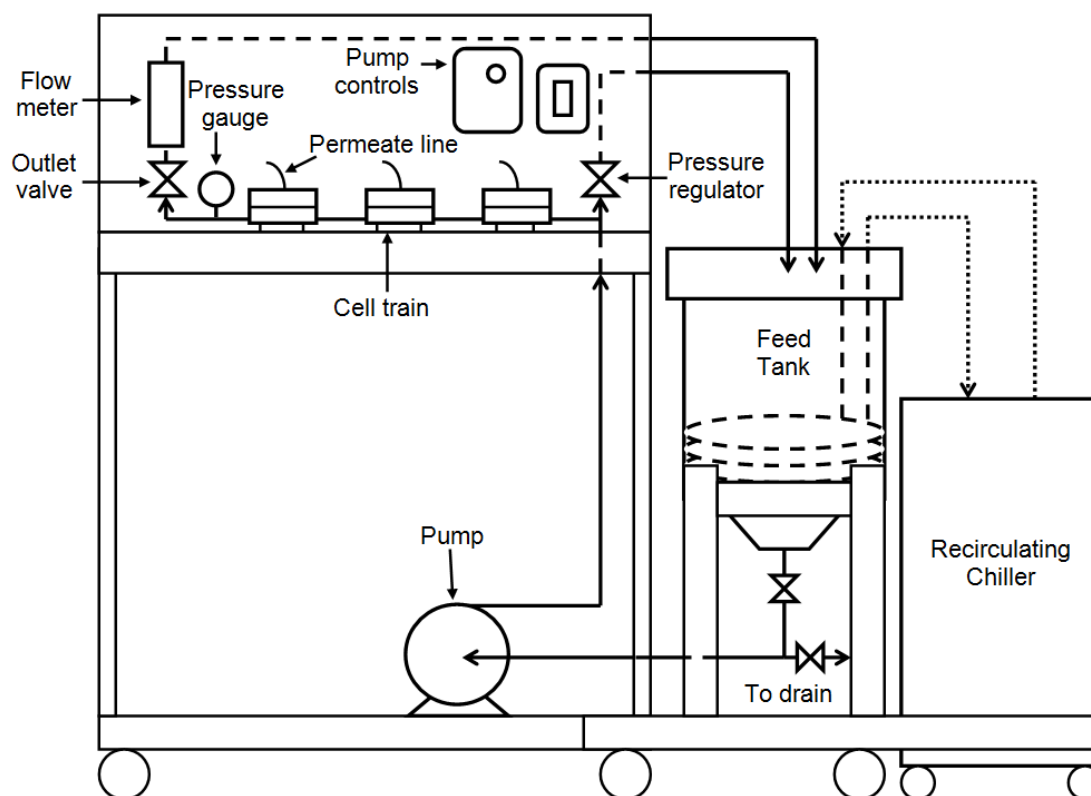 Flow
meter
Pressure
gauge
Pump
controls
Permeate line
Outlet
valve
Pressure
regulator
Cell train
Feed
Tank
Pump
Recirculating
Chiller
To drain